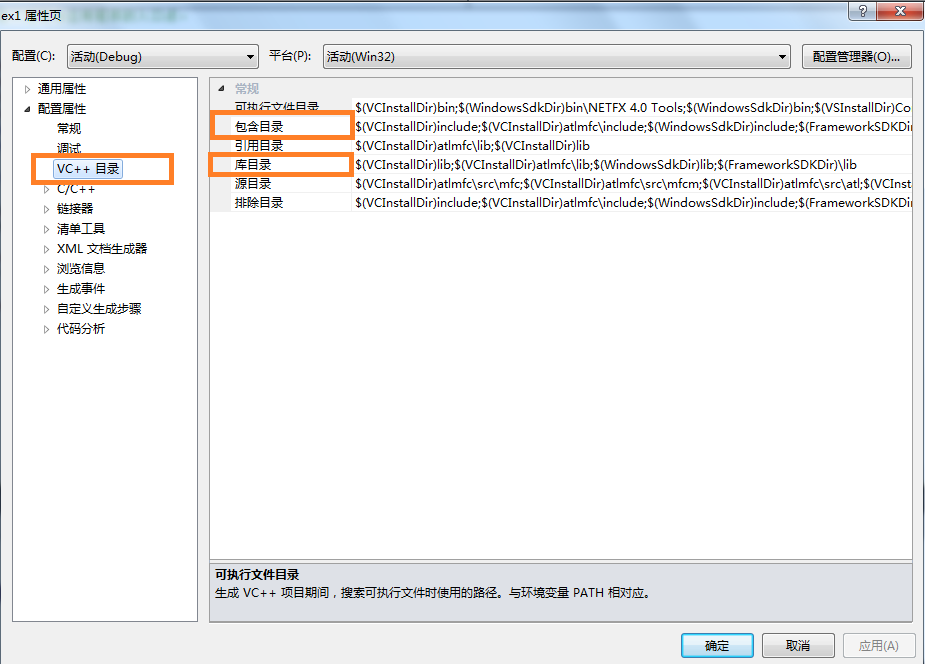 ex1 属性页
配置(C): 活动(Debug) 平台(P): 活动(Win32) 配置管理器(O)...
通用属性
配置属性
常规
调试
VC++ 目录
C/C++
链接器
清单工具
XML 文档生成器
浏览信息
生成事件
自定义生成步骤
代码分析
常规
可执行文件目录 $(VCInstallDir)bin;$(WindowsSdkDir)bin\NETFX 4.0 Tools;$(WindowsSdkDir)bin;$(VSInstallDir)Co
包含目录 $(VCInstallDir)include;$(VCInstallDir)atlmfc\include;$(WindowsSdkDir)include;$(FrameworkSDKDir
引用目录 $(VCInstallDir)atlmfc\lib;$(VCInstallDir)lib
库目录 $(VCInstallDir)lib;$(VCInstallDir)atlmfc\lib;$(WindowsSdkDir)lib;$(FrameworkSDKDir)\lib
源目录 $(VCInstallDir)atlmfc\src\mfc;$(VCInstallDir)atlmfc\src\mfcm;$(VCInstallDir)atlmfc\src\atl;$(VCInst
排除目录 $(VCInstallDir)include;$(VCInstallDir)atlmfc\include;$(WindowsSdkDir)include;$(FrameworkSDKDir
可执行文件目录
生成 VC++ 项目期间，搜索可执行文件时使用的路径。与环境变量 PATH 相对应。
确定 取消 应用(A)